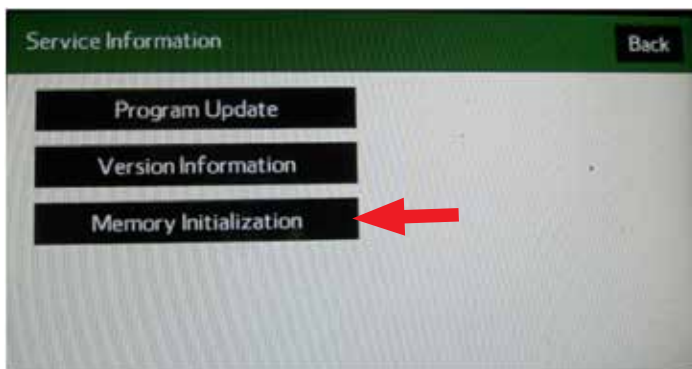 Service Information
Back
Program Update
Version Information
Memory Initialization